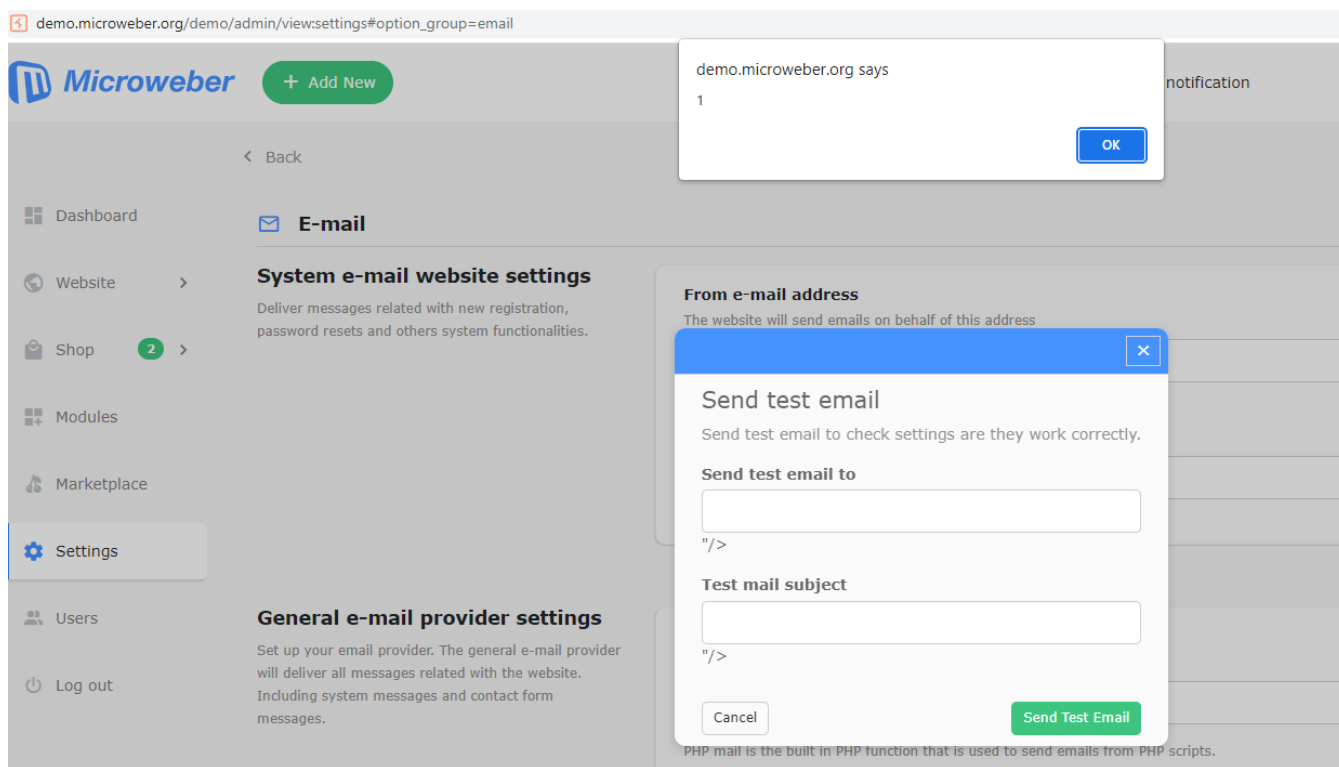 demo.microweber.org/demo/admin/view:settings#option_group=email
Microweber
+ Add New
demo.microweber.org says
1
OK
notification
Back
Dashboard
Website
Shop
2
Modules
Marketplace
Settings
Users
Log out
E-mail
System e-mail website settings
Deliver messages related with new registration,
password resets and others system functionalities.
From e-mail address
The website will send emails on behalf of this address
Send test email
Send test email to check settings are they work correctly.
Send test email to
"/>
Test mail subject
"/>
Cancel
Send Test Email
General e-mail provider settings
Set up your email provider. The general e-mail provider
will deliver all messages related with the website.
Including system messages and contact form
messages.
PHP mail is the built in PHP function that is used to send emails from PHP scripts.